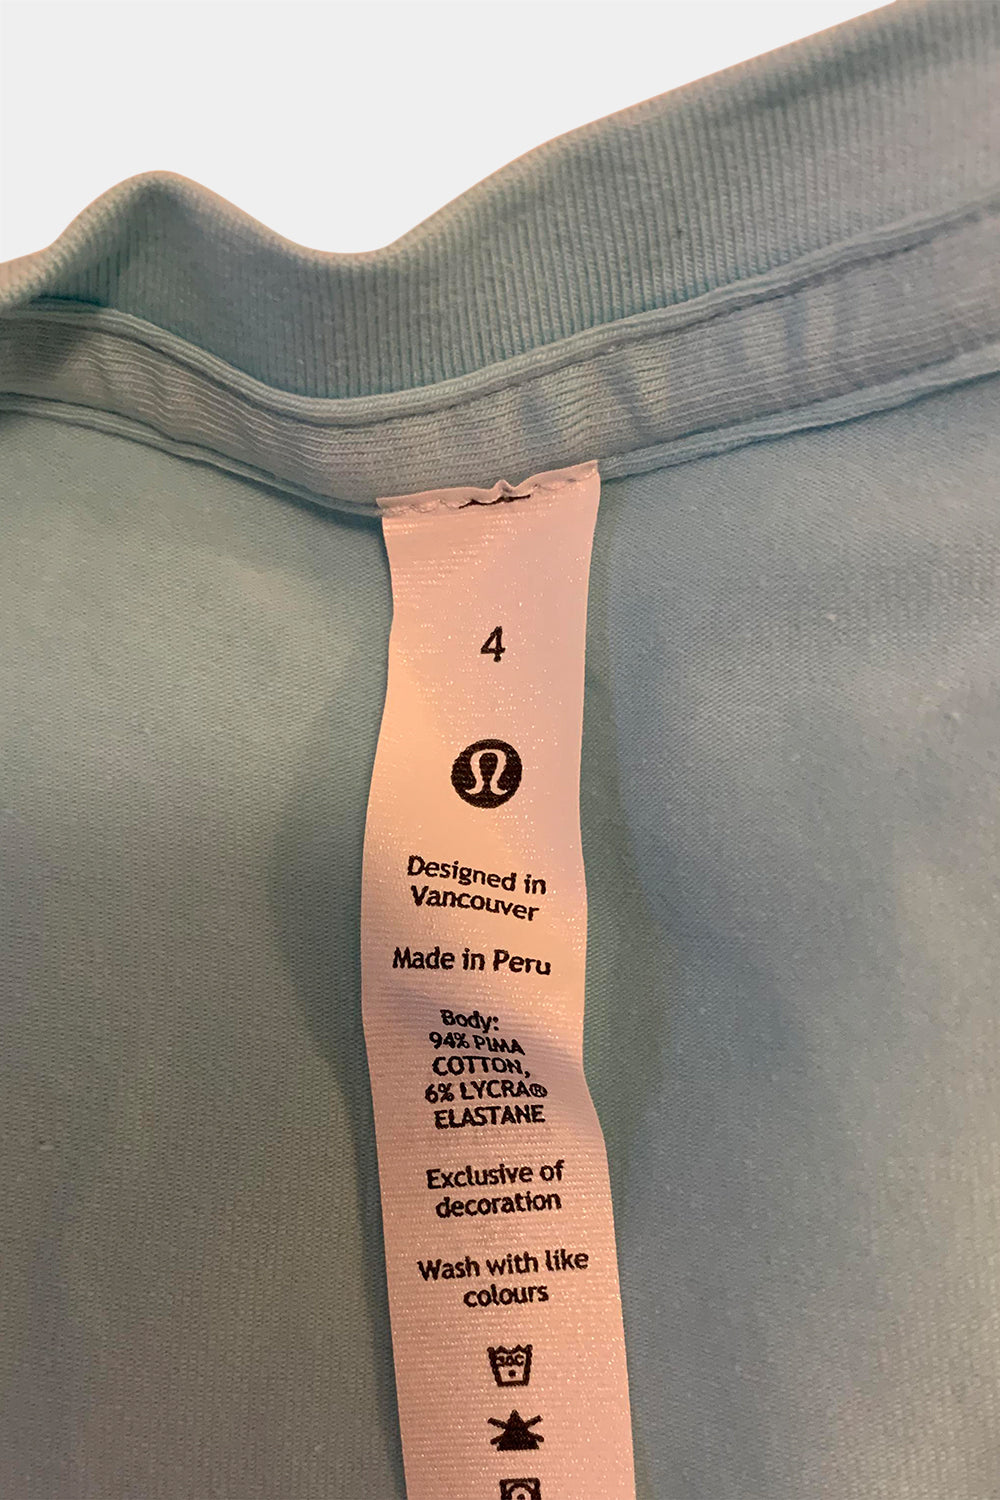 4
Designed in
Vancouver
Made in Peru
Body:
94% PIMA
COTTON,
6% LYCRA®
ELASTANE
Exclusive of
decoration
Wash with like
colours
30C